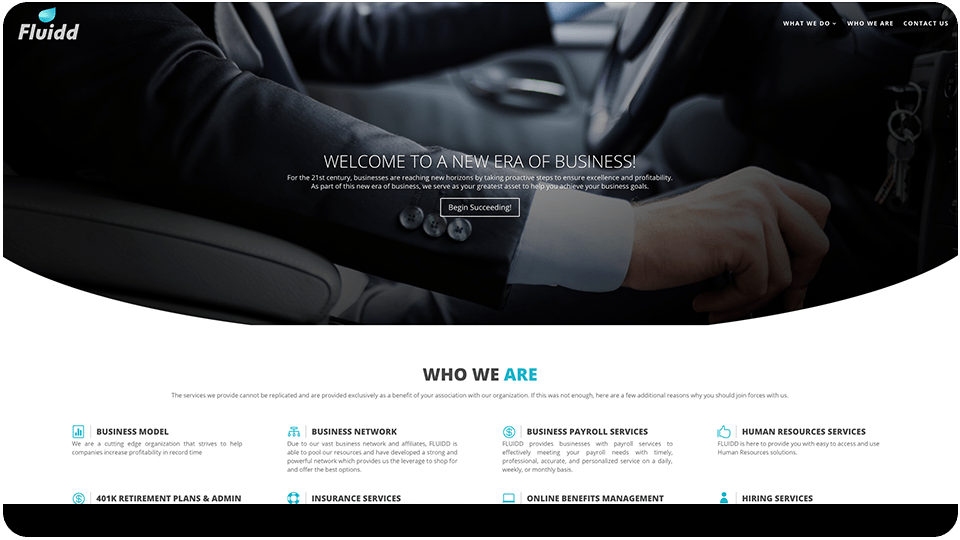 Fluidd
WHAT WE DO
WHO WE ARE
CONTACT US
WELCOME TO A NEW ERA OF BUSINESS!
For the 21st century, businesses are reaching new horizons by taking proactive steps to ensure excellence and profitability.
As part of this new era of business, we serve as your greatest asset to help you achieve your business goals.
Begin Succeeding!
WHO WE ARE
The services we provide cannot be replicated and are provided exclusively as a benefit of your association with our organization. If this was not enough, here are a few additional reasons why you should join forces with us.
BUSINESS MODEL
We are a cutting edge organization that strives to help
companies increase profitability in record time
BUSINESS NETWORK
Due to our vast business network and affiliates, FLUIDD is
able to pool our resources and have developed a strong and
powerful network which provides us the leverage to shop for
and offer the best options.
BUSINESS PAYROLL SERVICES
FLUIDD provides businesses with payroll services to
effectively meeting your payroll needs with timely,
professional, accurate, and personalized service on a daily,
weekly, or monthly basis.
HUMAN RESOURCES SERVICES
FLUIDD is here to provide you with easy to access and use
Human Resources solutions.
401K RETIREMENT PLANS & ADMIN
INSURANCE SERVICES
ONLINE BENEFITS MANAGEMENT
HIRING SERVICES